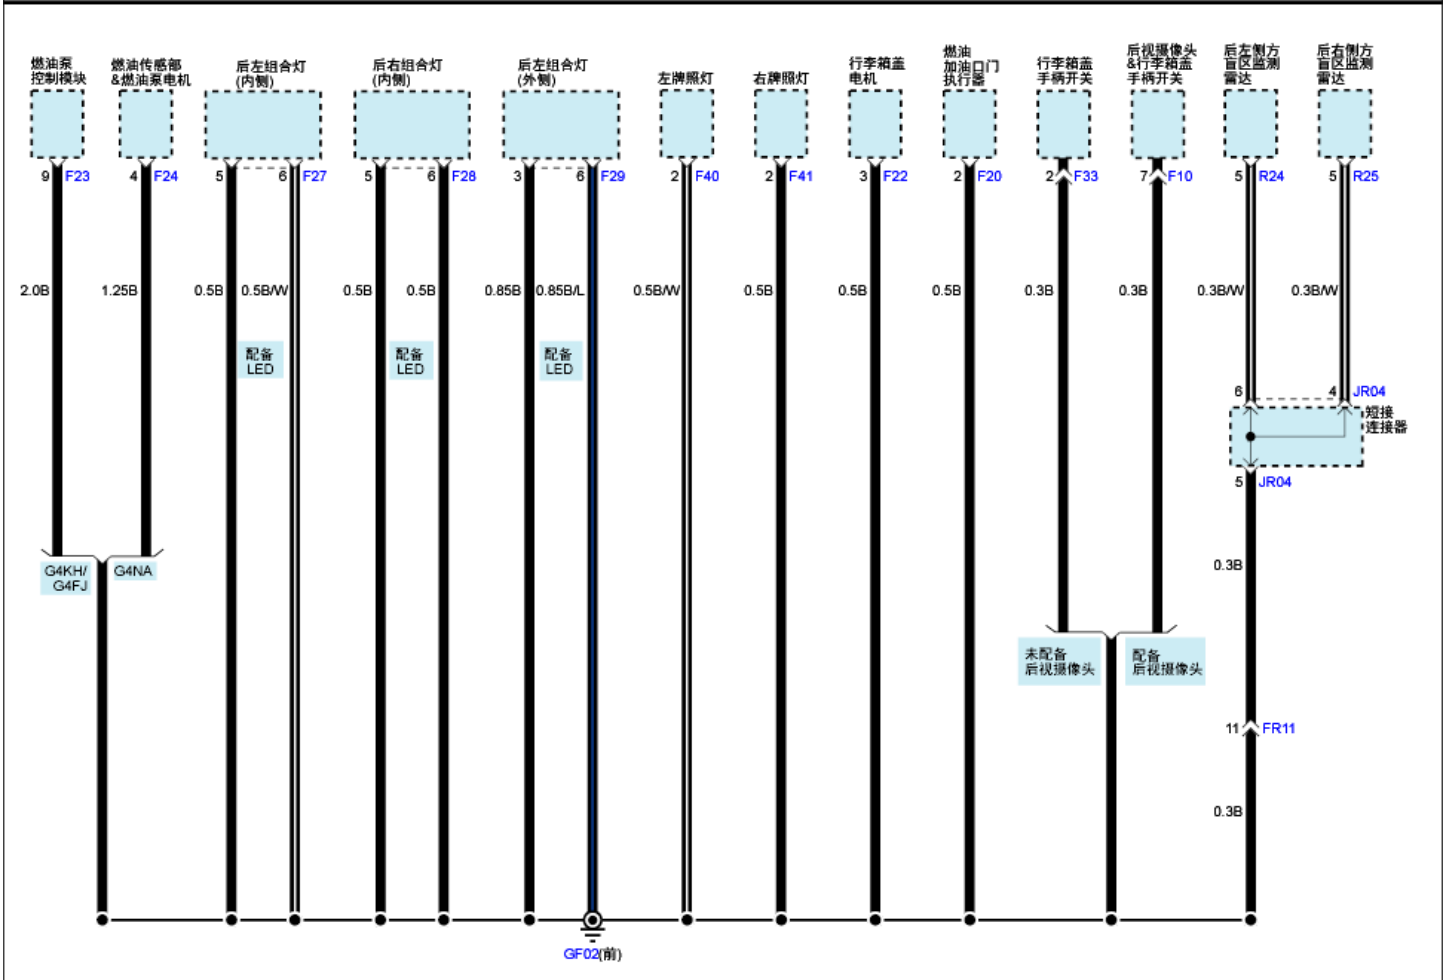 燃油泵
控制模块
燃油传感部
&燃油泵电机
后左组合灯
(内侧)
后右组合灯
(内侧)
后左组合灯
(外侧)
左牌照灯
右牌照灯
行李箱盖
电机
燃油
加油口门
执行器
行李箱盖
手柄开关
后视摄像头
&行李箱盖
手柄开关
后左侧方
盲区监测
雷达
后右侧方
盲区监测
雷达
9 F23
4 F24
5
6 F27
5
6 F28
3
6 F29
2 F40
2 F41
3 F22
2 F20
2 F33
7 F10
5 R24
5 R25
2.0B
1.25B
0.5B
0.5B/W
0.5B
0.5B
0.85B
0.85B/L
0.5B/W
0.5B
0.5B
0.5B
0.3B
0.3B
0.3B/W
0.3B/W
配备
LED
配备
LED
配备
LED
6
4 JR04
短接
连接器
5 JR04
G4KH/
G4FJ
G4NA
0.3B
未配备
后视摄像头
配备
后视摄像头
11 FR11
0.3B
GF02(前)